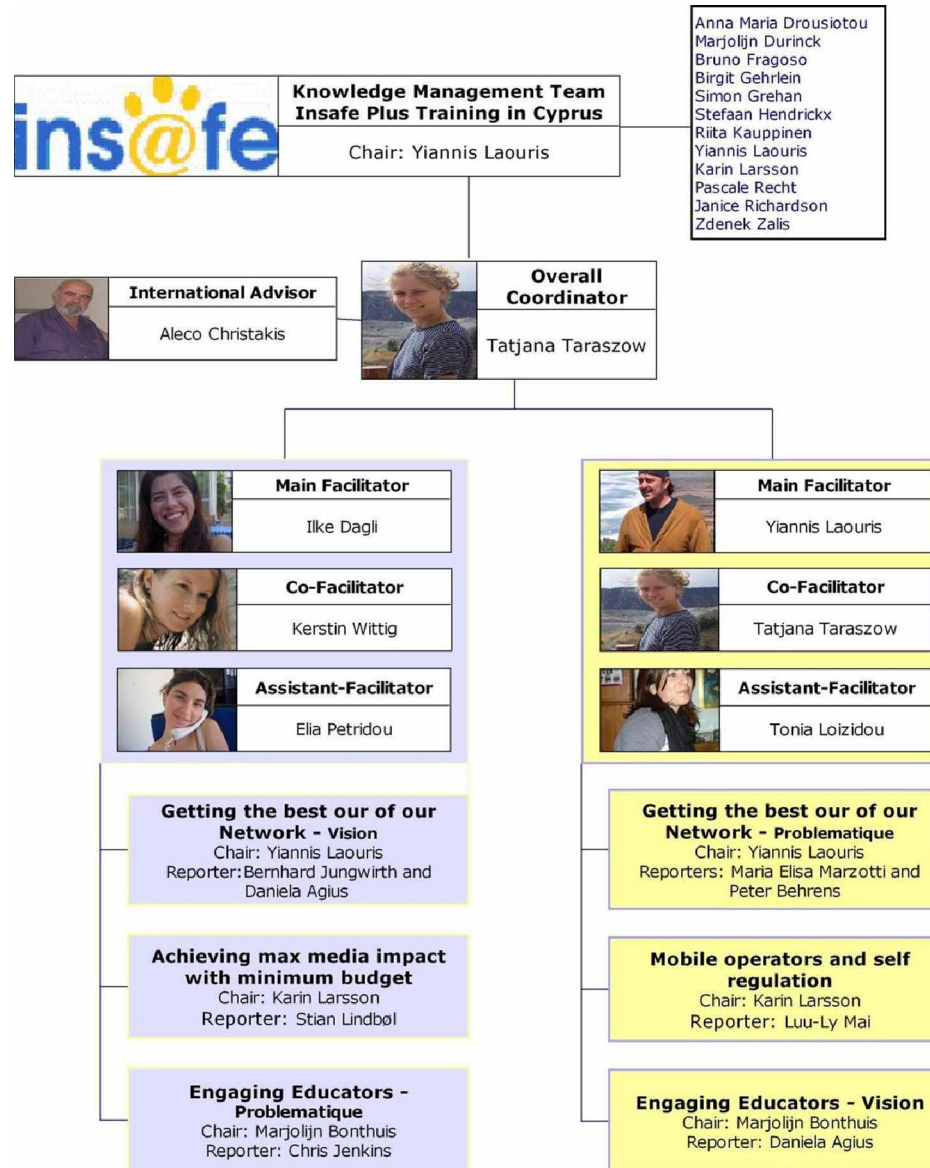 ins@fe
Knowledge Management Team
Insafe Plus Training in Cyprus
Chair: Yiannis Laouris
Anna Maria Drousiotou
Marjolijn Durinck
Bruno Fragoso
Birgit Gehrlein
Simon Grehan
Stefaan Hendrickx
Riita Kauppinen
Yiannis Laouris
Karin Larsson
Pascale Recht
Janice Richardson
Zdenek Zalis
International Advisor
Aleco Christakis
Overall
Coordinator
Tatjana Taraszow
Main Facilitator
Ilke Dagli
Co-Facilitator
Kerstin Wittig
Assistant-Facilitator
Elia Petridou
Getting the best our of our
Network - Vision
Chair: Yiannis Laouris
Reporter:Bernhard Jungwirth and
Daniela Agius
Achieving max media impact
with minimum budget
Chair: Karin Larsson
Reporter: Stian Lindbøl
Engaging Educators -
Problematique
Chair: Marjolijn Bonthuis
Reporter: Chris Jenkins
Main Facilitator
Yiannis Laouris
Co-Facilitator
Tatjana Taraszow
Assistant-Facilitator
Tonia Loizidou
Getting the best our of our
Network - Problematique
Chair: Yiannis Laouris
Reporters: Maria Elisa Marzotti and
Peter Behrens
Mobile operators and self
regulation
Chair: Karin Larsson
Reporter: Luu-Ly Mai
Engaging Educators - Vision
Chair: Marjolijn Bonthuis
Reporter: Daniela Agius